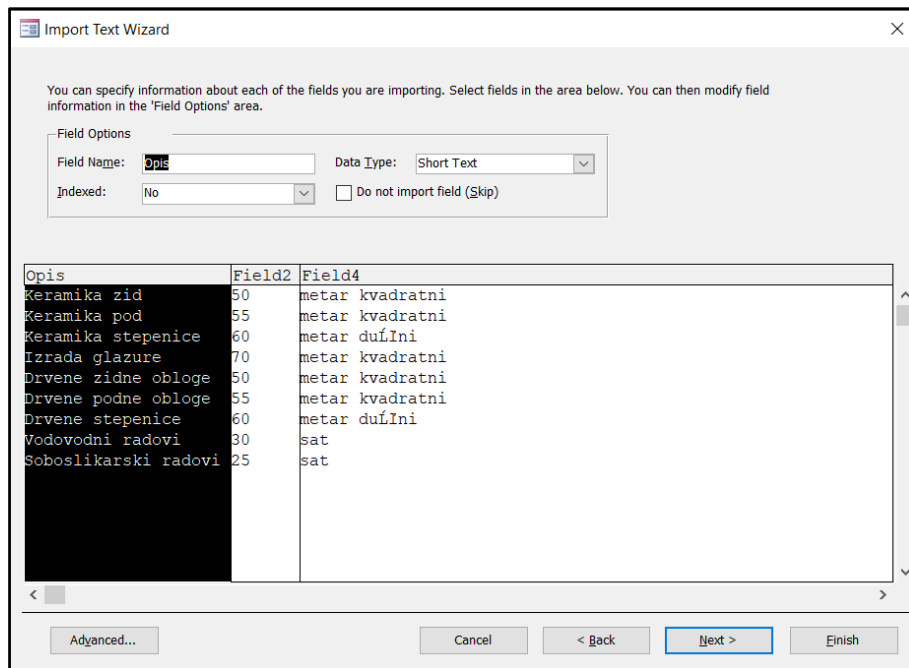 Import Text Wizard
You can specify information about each of the fields you are importing. Select fields in the area below. You can then modify field
information in the 'Field Options' area.
Field Options
Field Name: Opis Data Type: Short Text
Indexed: No Do not import field (Skip)
Opis Field2 Field4
Keramika zid 50 metar kvadratni
Keramika pod 55 metar kvadratni
Keramika stepenice 60 metar duĹIni
Izrada glazure 70 metar kvadratni
Drvene zidne obloge 50 metar kvadratni
Drvene podne obloge 55 metar kvadratni
Drvene stepenice 60 metar duĹIni
Vodovodni radovi 30 sat
Soboslikarski radovi 25 sat
Advanced... Cancel < Back Next > Finish